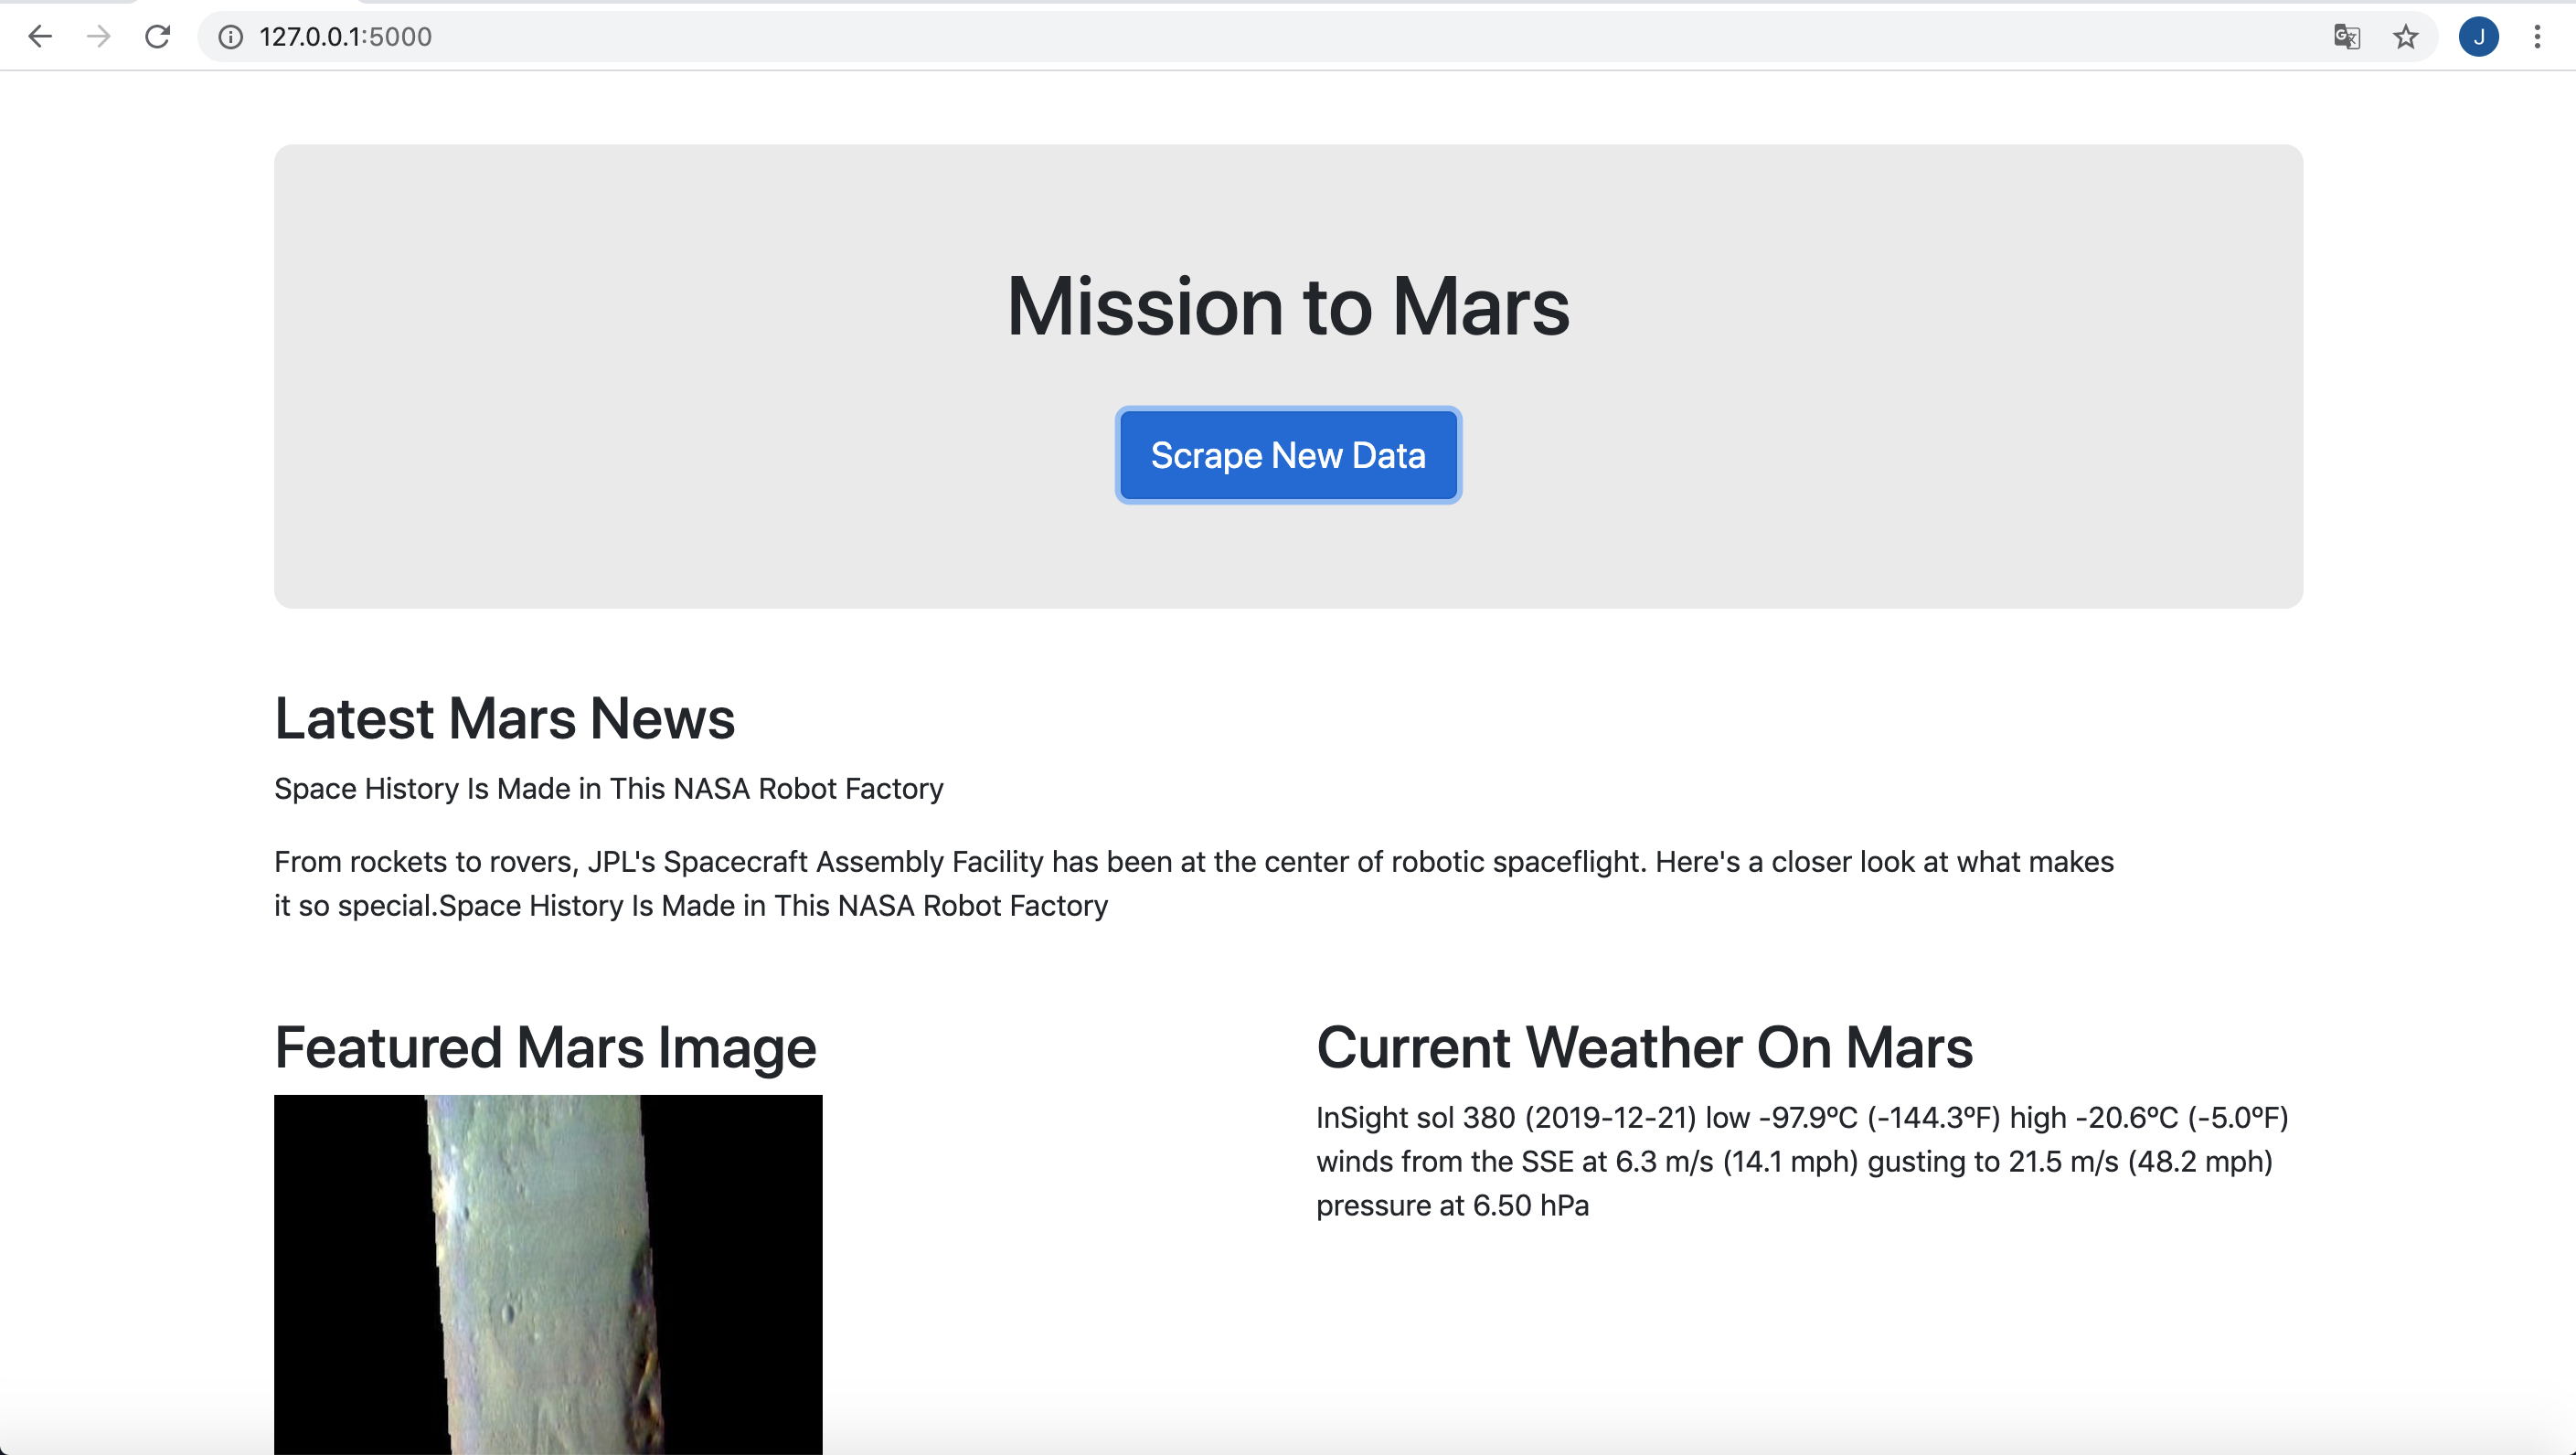 127.0.0.1:5000
J
Mission to Mars
Scrape New Data
Latest Mars News
Space History Is Made in This NASA Robot Factory
From rockets to rovers, JPL's Spacecraft Assembly Facility has been at the center of robotic spaceflight. Here's a closer look at what makes
it so special.Space History Is Made in This NASA Robot Factory
Featured Mars Image
Current Weather On Mars
InSight sol 380 (2019-12-21) low -97.9ºC (-144.3ºF) high -20.6ºC (-5.0ºF)
winds from the SSE at 6.3 m/s (14.1 mph) gusting to 21.5 m/s (48.2 mph)
pressure at 6.50 hPa